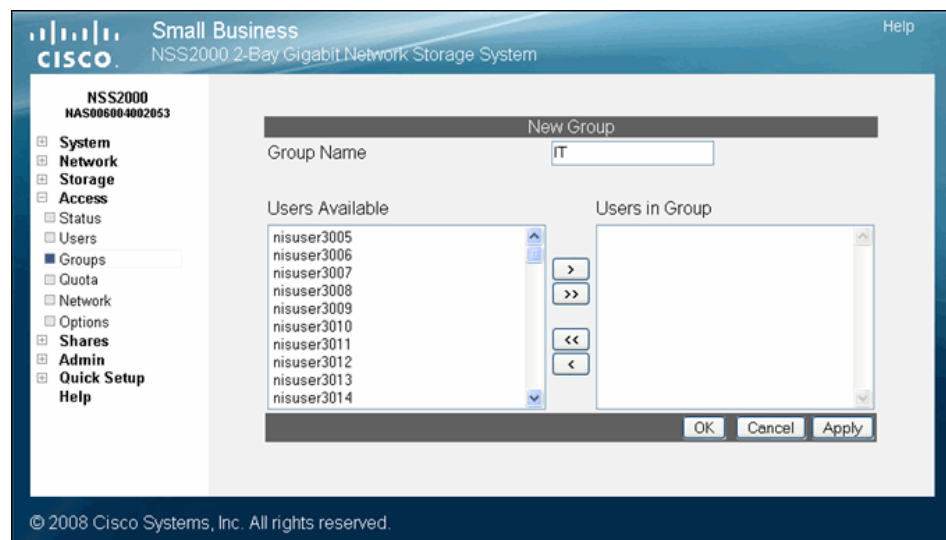 Small Business
Help
CISCO.
NSS2000 2-Bay Gigabit Network Storage System
NSS2000
NAS006004002053
System
Network
Storage
Access
Status
Users
Groups
Quota
Network
Options
Shares
Admin
Quick Setup
Help
New Group
Group Name
IT
Users Available
Users in Group
nisuser3005
nisuser3006
nisuser3007
nisuser3008
nisuser3009
nisuser3010
nisuser3011
nisuser3012
nisuser3013
nisuser3014
>
>>
<<
<
OK Cancel Apply
© 2008 Cisco Systems, Inc. All rights reserved.